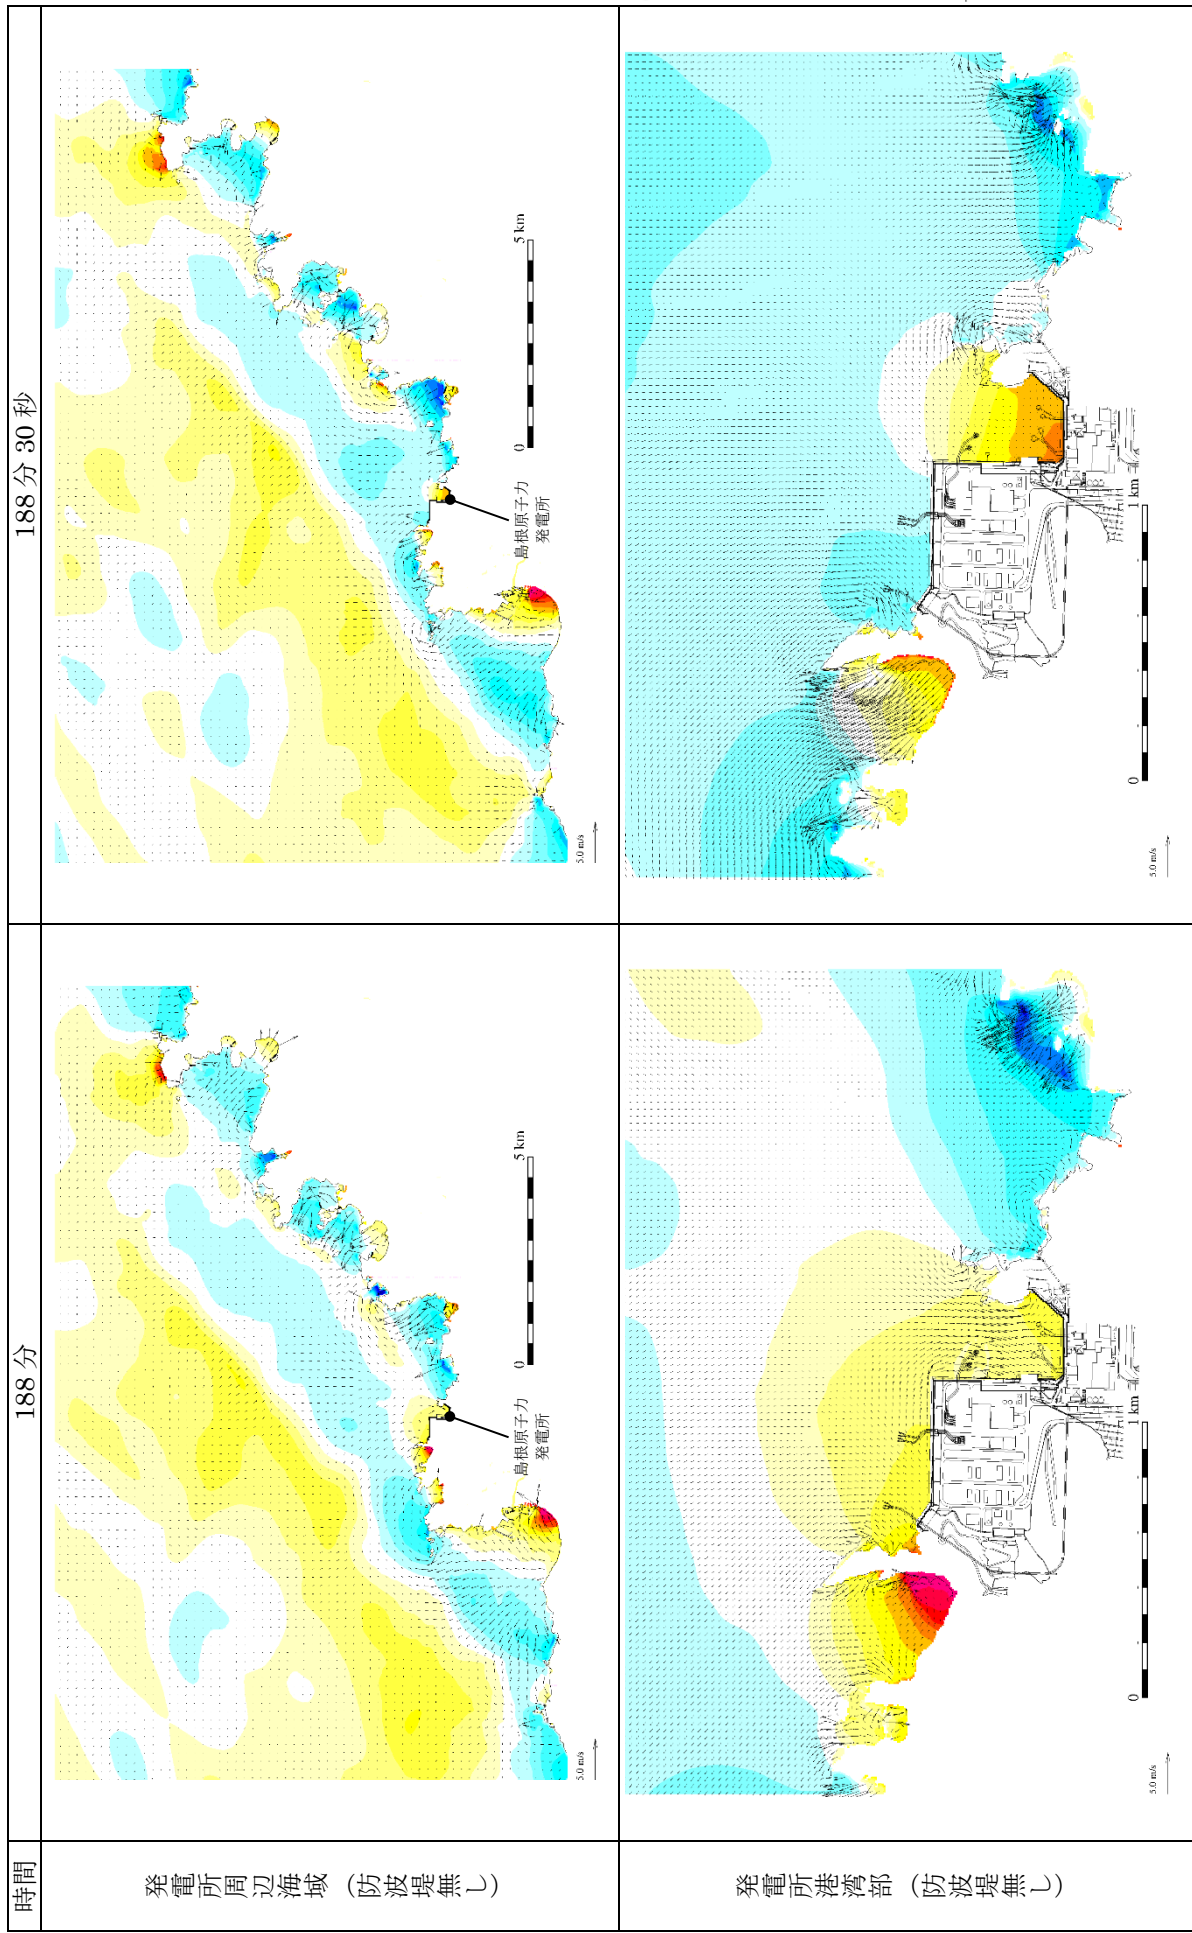 時間
188分
188分 30秒
発電所周辺海域（防波堤無し）
島根原子力
発電所
0
5 km
5.0 m/s
島根原子力
発電所
0
5 km
5.0 m/s
発電所港湾部（防波堤無し）
0
1 km
5.0 m/s
0
1 km
5.0 m/s